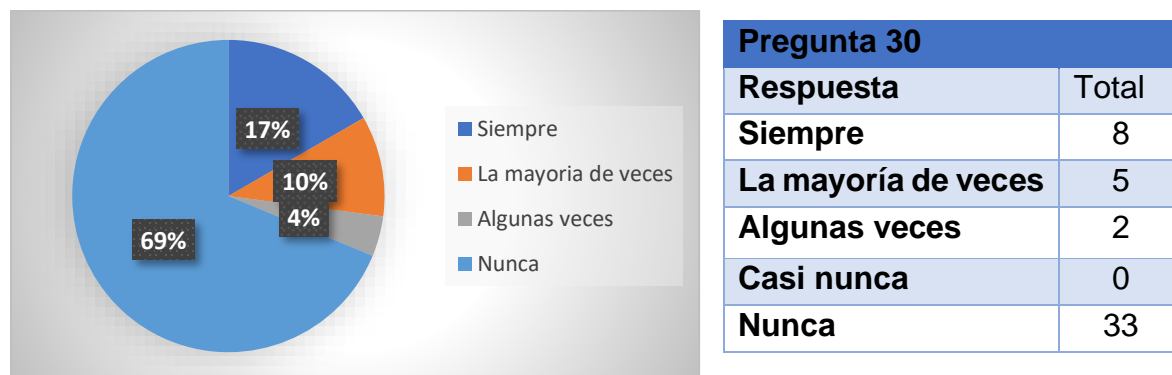 17%
10%
4%
69%
Siempre
La mayoria de veces
Algunas veces
Nunca
Pregunta 30
Respuesta Total
Siempre 8
La mayoría de veces 5
Algunas veces 2
Casi nunca 0
Nunca 33